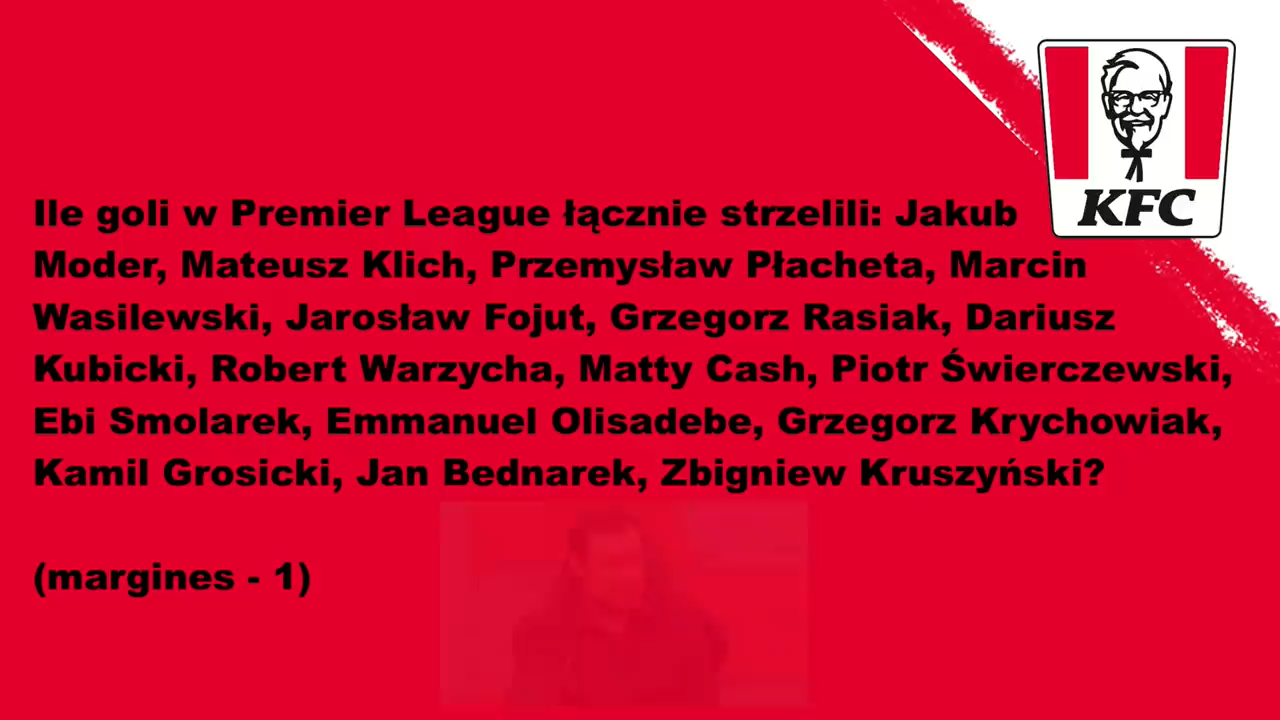 KFC
Ile goli w Premier League łącznie strzelili: Jakub
Moder, Mateusz Klich, Przemysław Płacheta, Marcin
Wasilewski, Jarosław Fojut, Grzegorz Rasiak, Dariusz
Kubicki, Robert Warzycha, Matty Cash, Piotr Świerczewski,
Ebi Smolarek, Emmanuel Olisadebe, Grzegorz Krychowiak,
Kamil Grosicki, Jan Bednarek, Zbigniew Kruszyński?
(margines - 1)